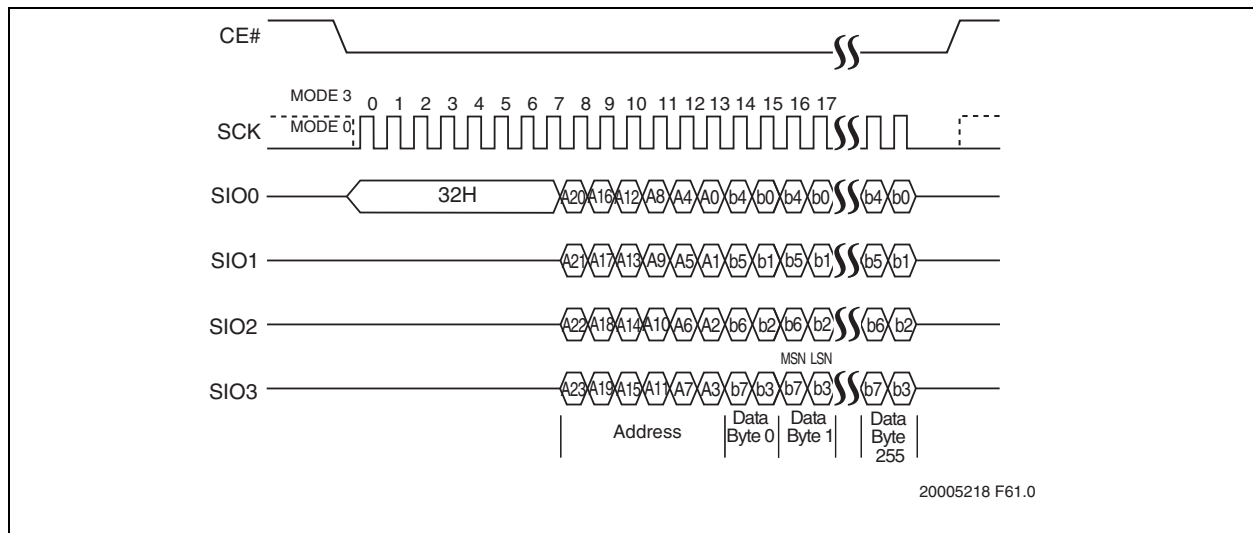 CE#
MODE 3
0 1 2 3 4 5 6 7 8 9 10 11 12 13 14 15 16 17
SCK
MODE 0
SIO0 32H A20 A16 A12 A8 A4 A0 b4 b0 b4 b0 b4 b0
SIO1 A21 A17 A13 A9 A5 A1 b5 b1 b5 b1 b5 b1
SIO2 A22 A18 A14 A10 A6 A2 b6 b2 b6 b2 b6 b2
MSN LSN
SIO3 A23 A19 A15 A11 A7 A3 b7 b3 b7 b3 b7 b3
Address
Data
Byte 0
Data
Byte 1
Data
Byte
255
20005218 F61.0